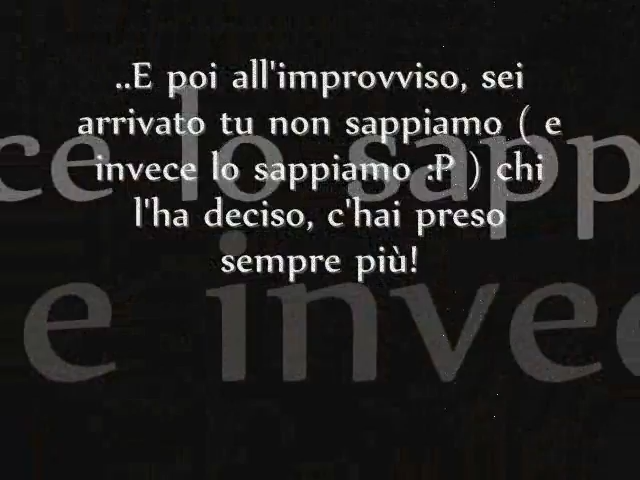 ..E poi all'improvviso, sei
arrivato tu non sappiamo ( e
invece lo sappiamo :P ) chi
l'ha deciso, c'hai preso
sempre più!
ce lo sapp
e invec